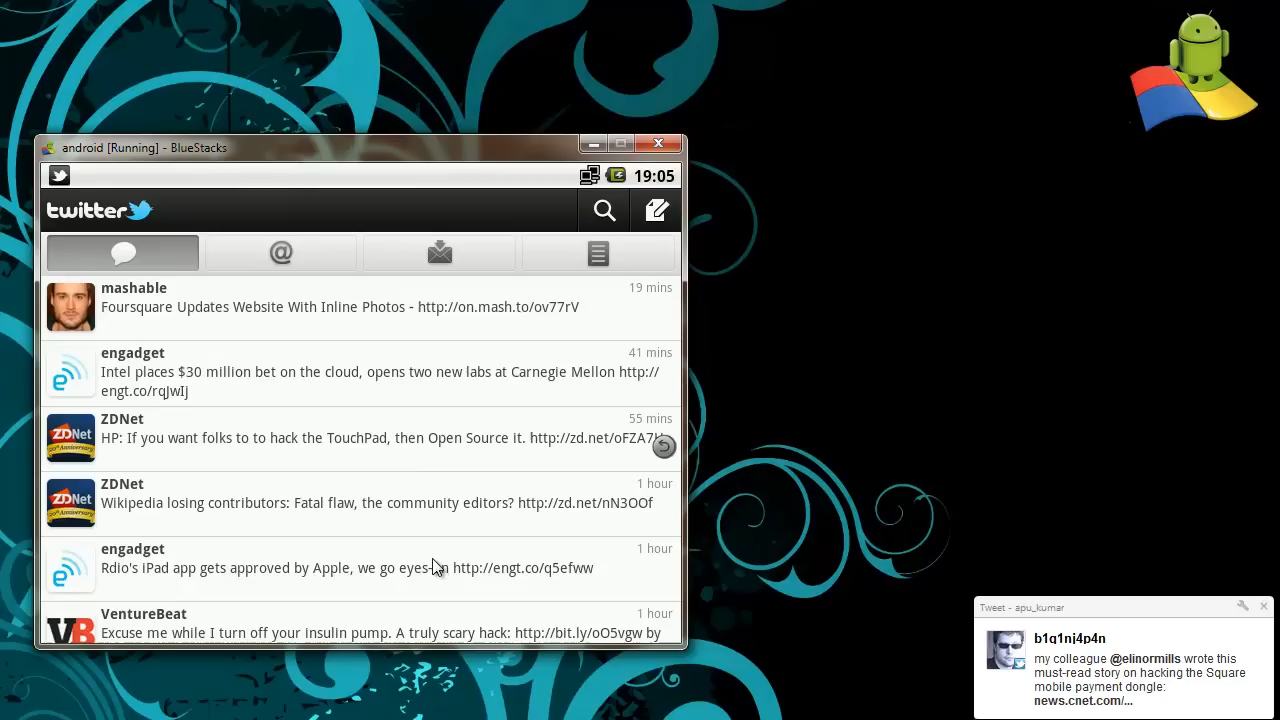 android [Running] - BlueStacks
19:05
twitter
@
mashable 19 mins
Foursquare Updates Website With Inline Photos - http://on.mash.to/ov77rV
engadget 41 mins
Intel places $30 million bet on the cloud, opens two new labs at Carnegie Mellon http://
engt.co/rqJwIj
ZDNet 55 mins
HP: If you want folks to to hack the TouchPad, then Open Source it.
ZDNet 1 hour
Wikipedia losing contributors: Fatal flaw, the community editors? http://zd.net/nN3OOf
engadget 1 hour
Rdio's iPad app gets approved by Apple, we go http://engt.co/q5efww
VentureBeat 1 hour
Excuse me while I turn off your insulin pump. A truly scary hack: http://bit.ly/oO5vgw by
Tweet - apu_kumar
b1q1nj4p4n
my colleague @elinormills wrote this
must-read story on hacking the Square
mobile payment dongle:
news.cnet.com/...